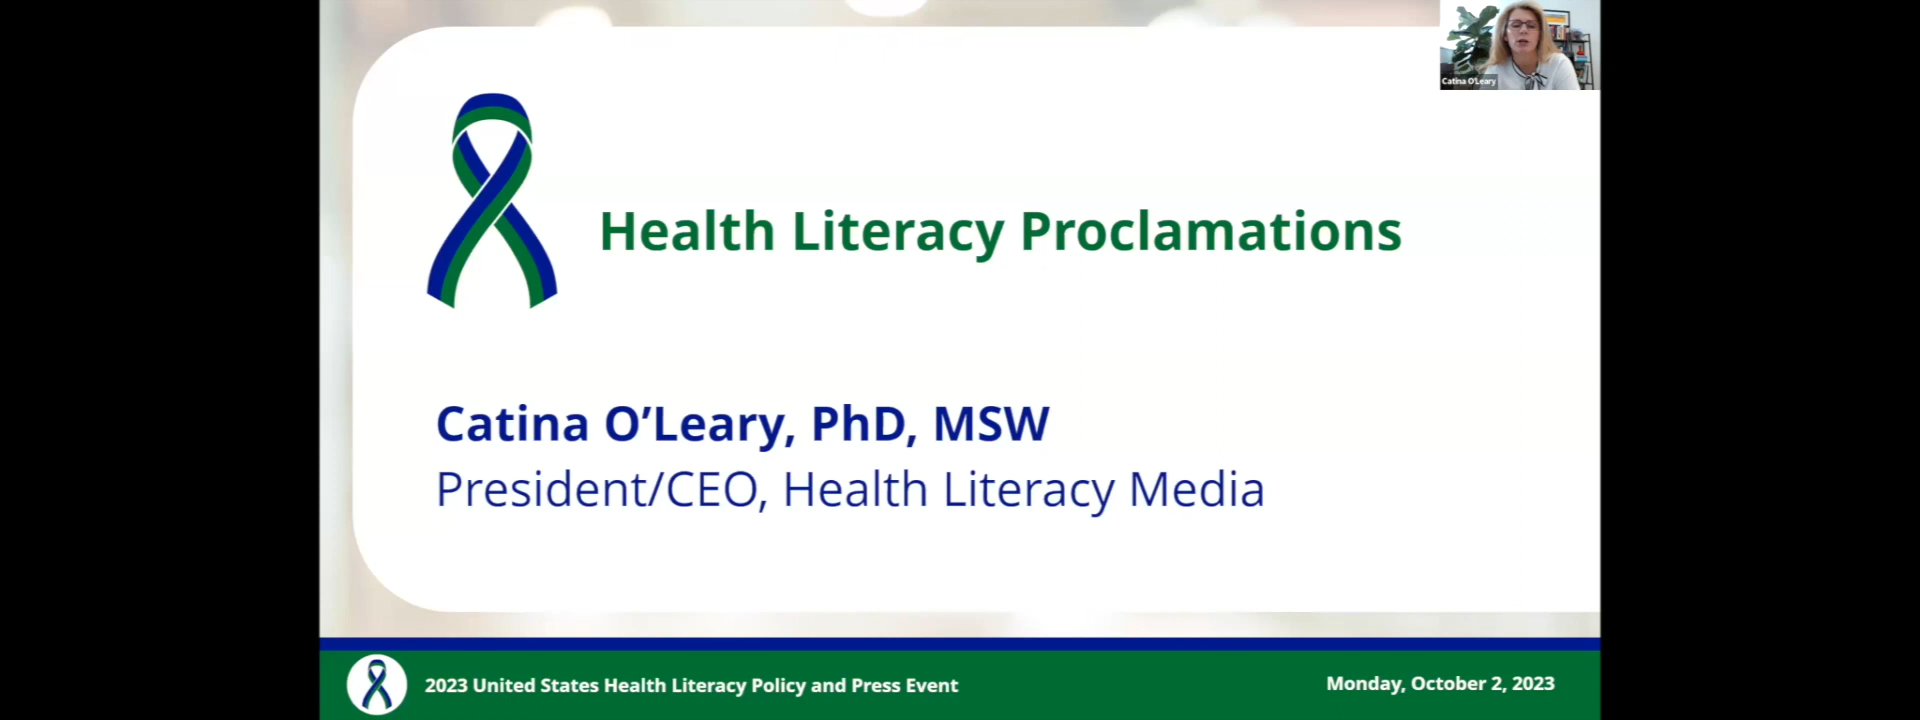 Catina O'Leary
Health Literacy Proclamations
Catina O’Leary, PhD, MSW
President/CEO, Health Literacy Media
2023 United States Health Literacy Policy and Press Event
Monday, October 2, 2023